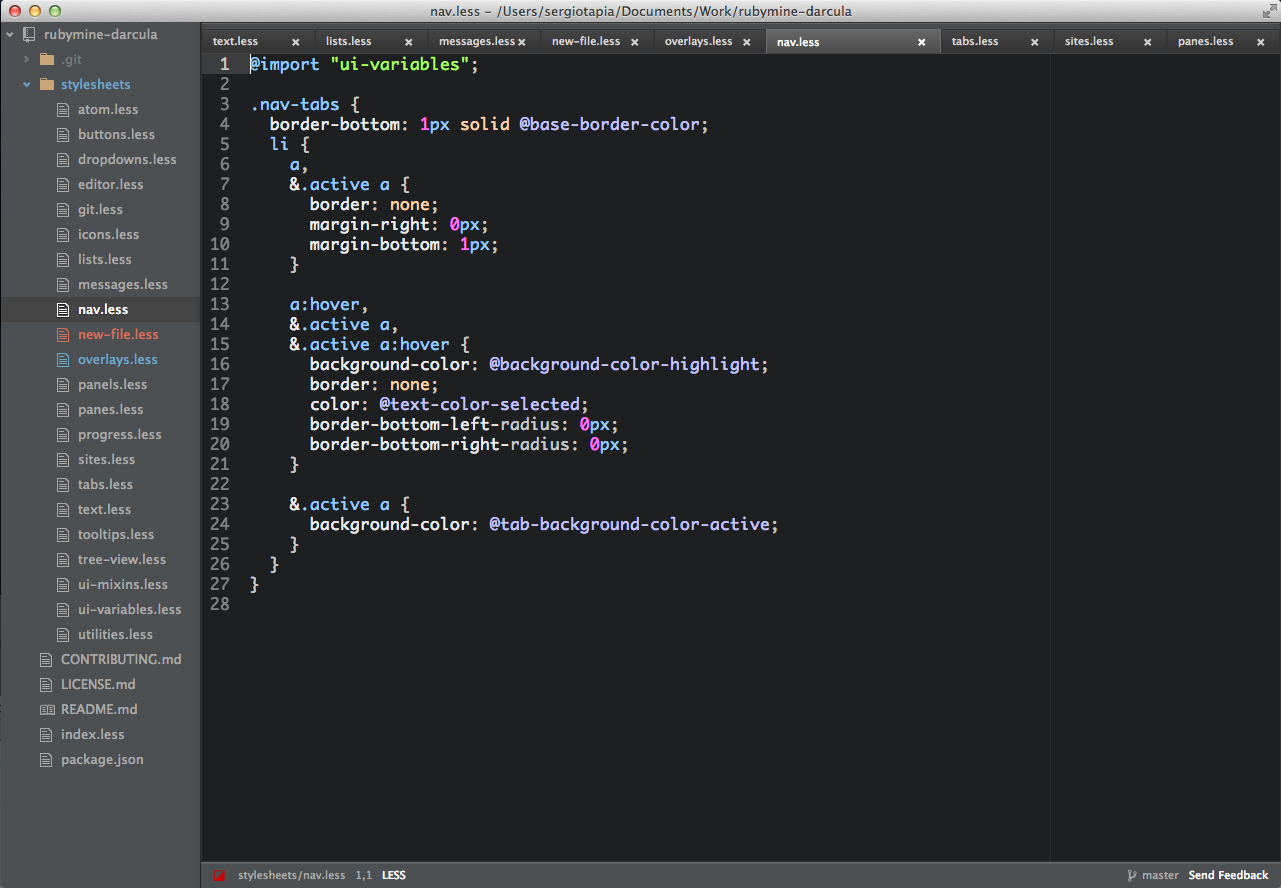 nav.less - /Users/sergiotapia/Documents/Work/rubymine-darcula
rubymine-darcula
.git
stylesheets
atom.less
buttons.less
dropdowns.less
editor.less
git.less
icons.less
lists.less
messages.less
nav.less
new-file.less
overlays.less
panels.less
panes.less
progress.less
sites.less
tabs.less
text.less
tooltips.less
tree-view.less
ui-mixins.less
ui-variables.less
utilities.less
CONTRIBUTING.md
LICENSE.md
README.md
index.less
package.json
text.less lists.less messages.less new-file.less overlays.less nav.less tabs.less sites.less panes.less
1 @import "ui-variables";
2
3 .nav-tabs {
4   border-bottom: 1px solid @base-border-color;
5   li {
6     a,
7     &.active a {
8       border: none;
9       margin-right: 0px;
10       margin-bottom: 1px;
11     }
12
13     a:hover,
14     &.active a,
15     &.active a:hover {
16       background-color: @background-color-highlight;
17       border: none;
18       color: @text-color-selected;
19       border-bottom-left-radius: 0px;
20       border-bottom-right-radius: 0px;
21     }
22
23     &.active a {
24       background-color: @tab-background-color-active;
25     }
26   }
27 }
28
stylesheets/nav.less 1,1 LESS master Send Feedback